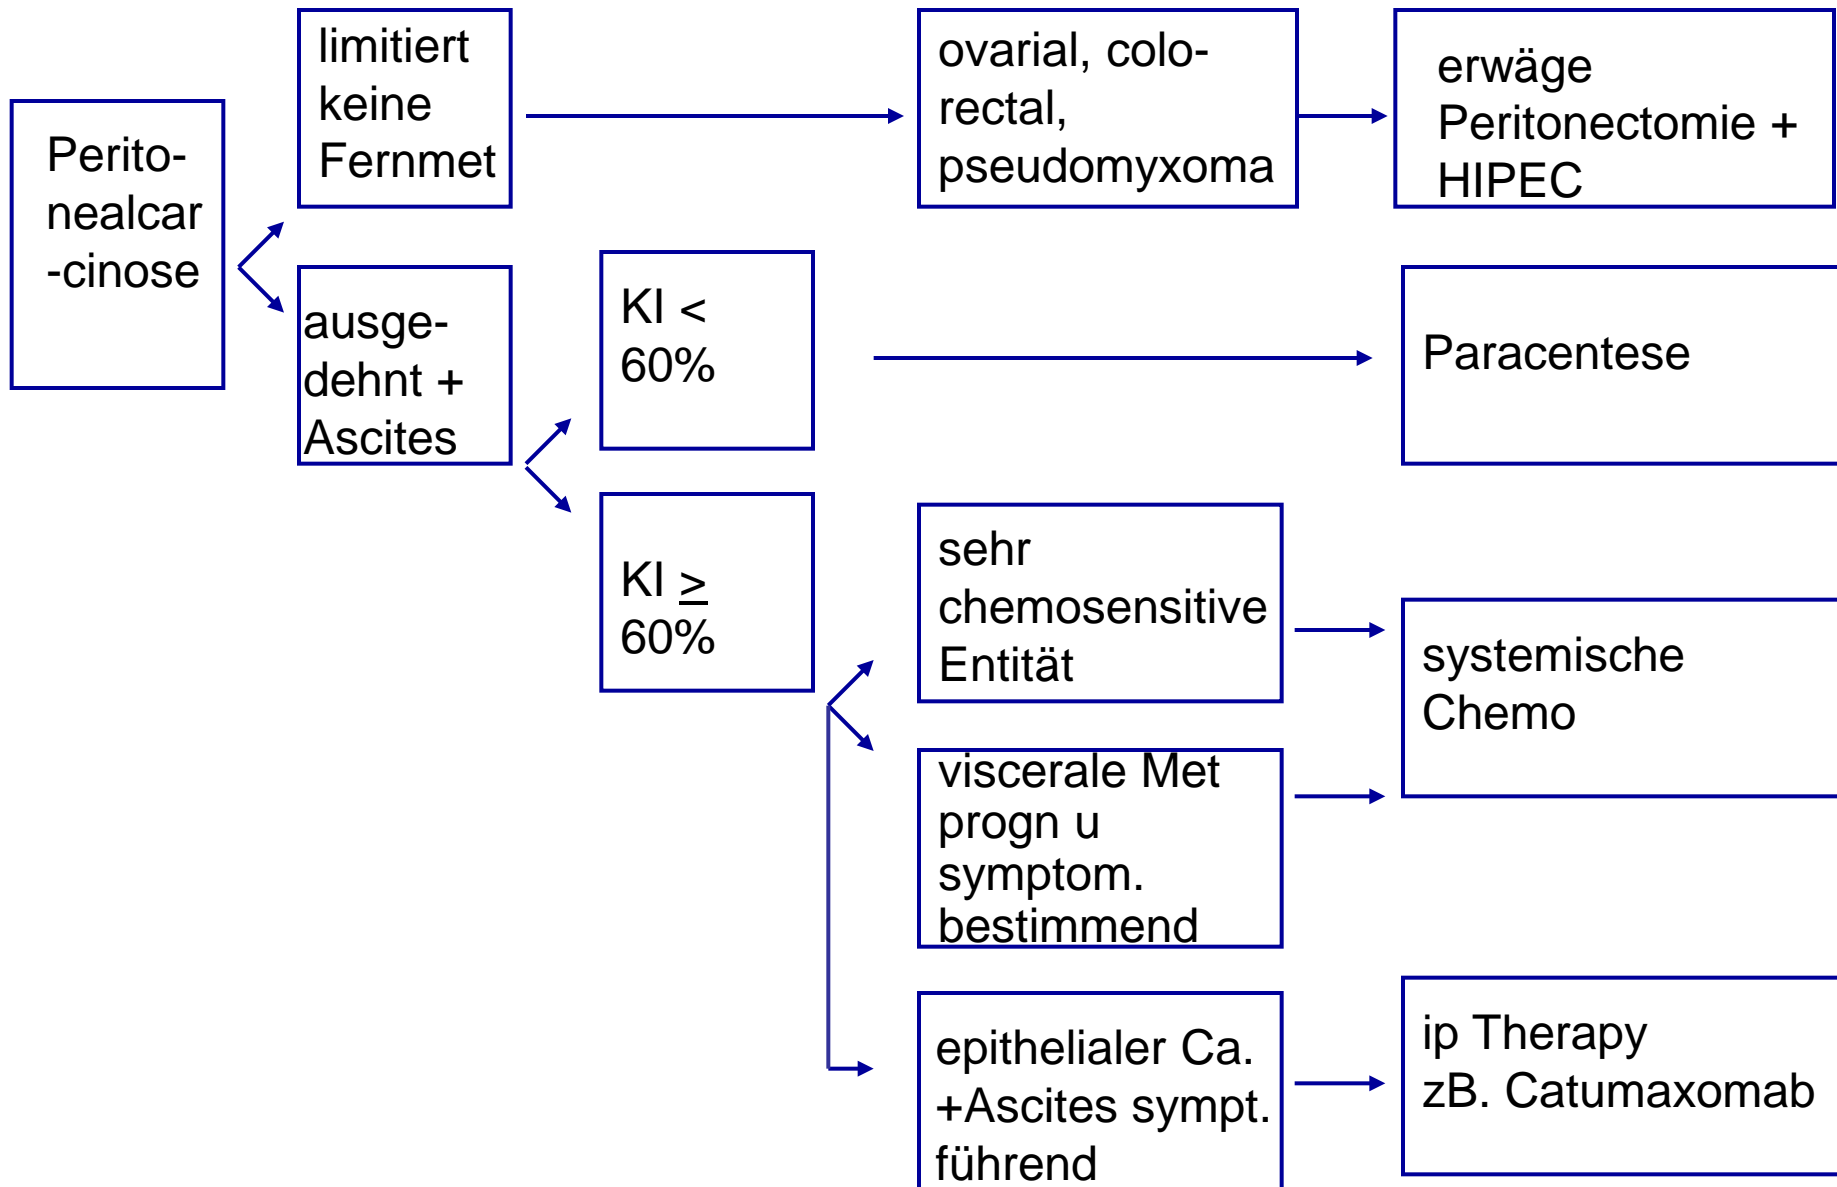 Perito-
nealcar
-cinose
limitiert
keine
Fernmet
ovarial, colo-
rectal,
pseudomyxoma
erwäge
Peritonectomie +
HIPEC
ausge-
dehnt +
Ascites
KI <
60%
Paracentese
KI ≥
60%
sehr
chemosensitive
Entität
systemische
Chemo
viscerale Met
progn u
symptom.
bestimmend
epithelialer Ca.
+Ascites sympt.
führend
ip Therapy
zB. Catumaxomab